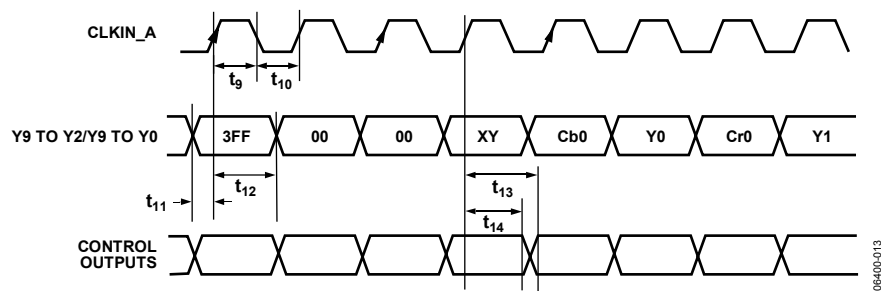 CLKIN_A
t9
t10
Y9 TO Y2/Y9 TO Y0
3FF
00
00
XY
Cb0
Y0
Cr0
Y1
t12
t13
t11
t14
CONTROL
OUTPUTS
06400-013